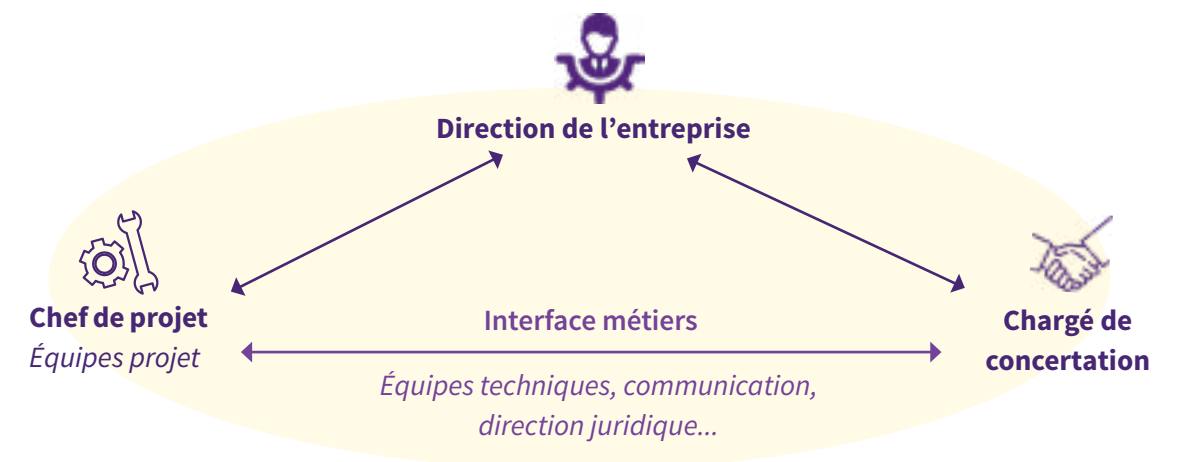 Direction de l’entreprise
Chef de projet
Équipes projet
Interface métiers
Équipes techniques, communication,
direction juridique...
Chargé de
concertation